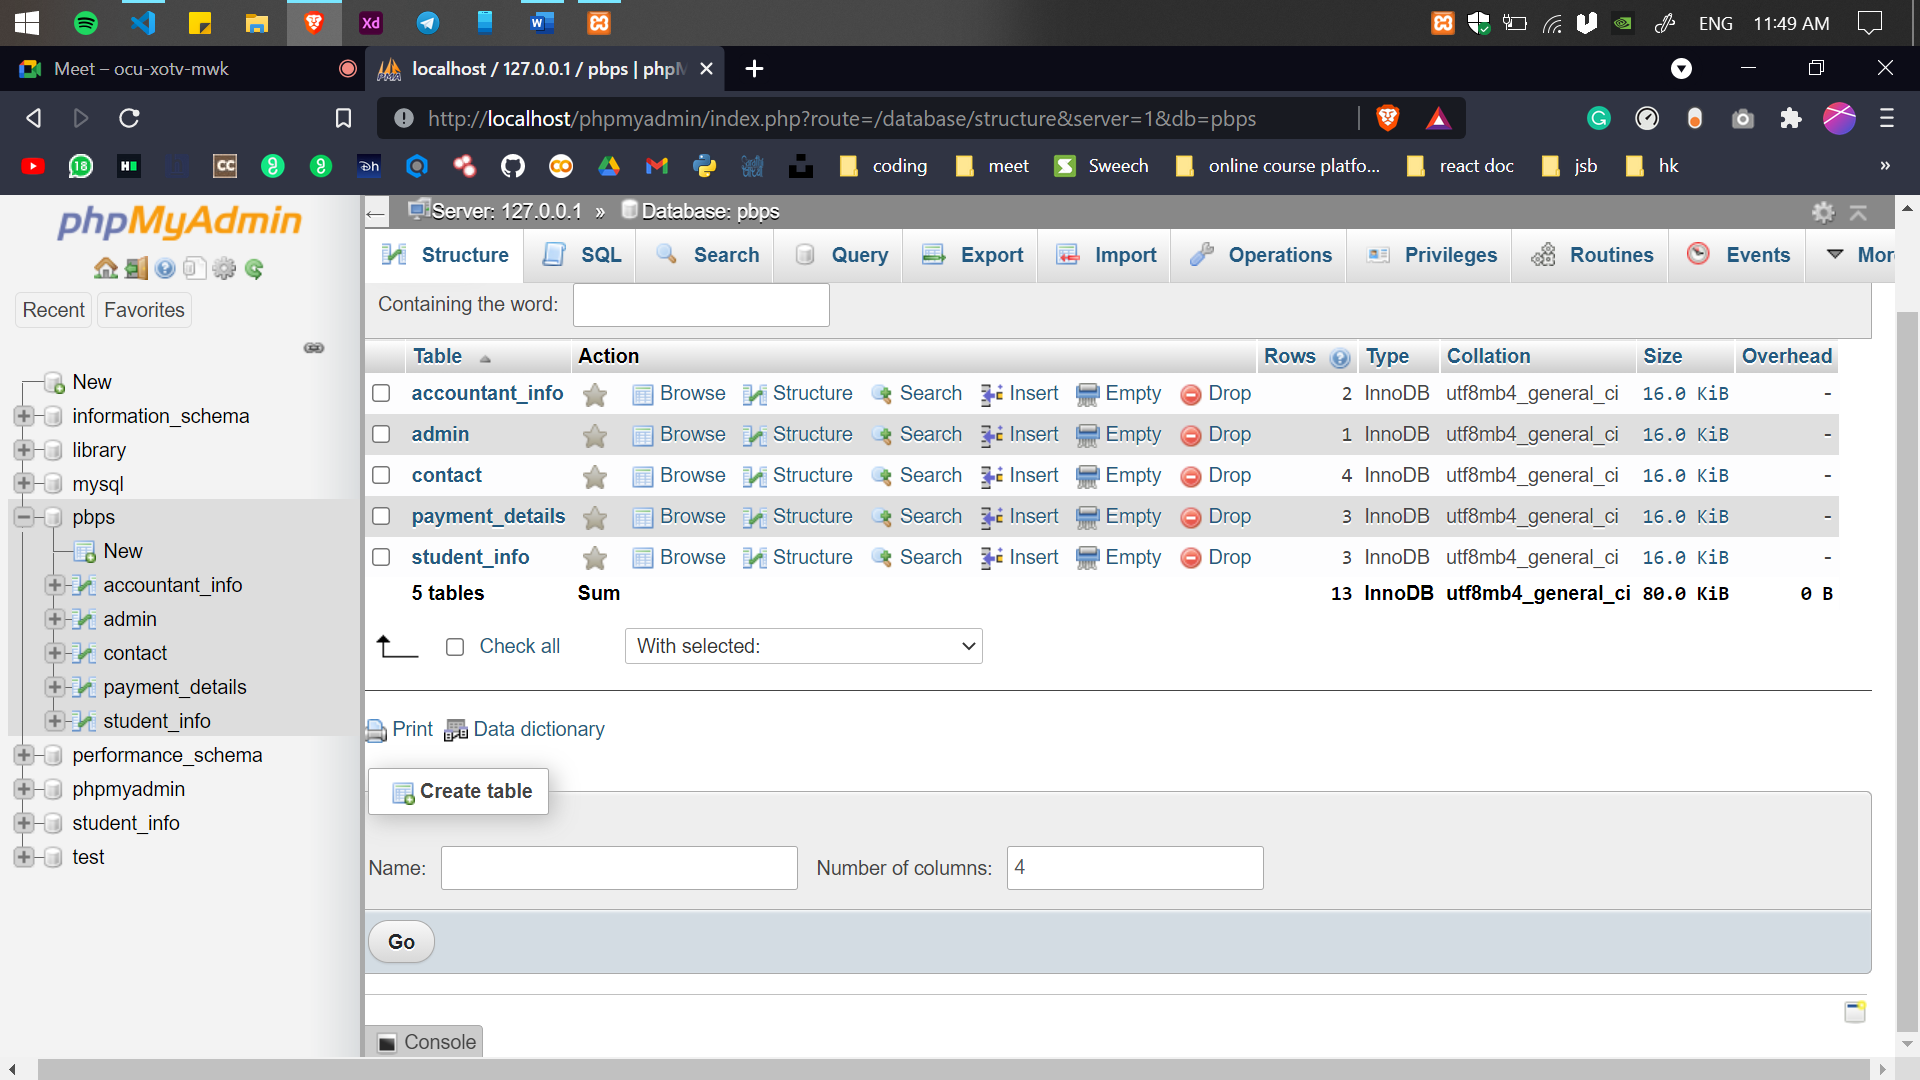 Xd
ENG 11:49 AM
Meet – ocu-xotv-mwk
localhost / 127.0.0.1 / pbps | phpM
http://localhost/phpmyadmin/index.php?route=/database/structure&server=1&db=pbps
18
CC
Dh
coding
meet
Sweech
online course platfo...
react doc
jsb
hk
»
phpMyAdmin
Recent
Favorites
New
information_schema
library
mysql
pbps
New
accountant_info
admin
contact
payment_details
student_info
performance_schema
phpmyadmin
student_info
test
Server: 127.0.0.1 » Database: pbps
Structure SQL Search Query Export Import Operations Privileges Routines Events Mor
Containing the word:
Table Action Rows Type Collation Size Overhead
accountant_info Browse Structure Search Insert Empty Drop 2 InnoDB utf8mb4_general_ci 16.0 KiB -
admin Browse Structure Search Insert Empty Drop 1 InnoDB utf8mb4_general_ci 16.0 KiB -
contact Browse Structure Search Insert Empty Drop 4 InnoDB utf8mb4_general_ci 16.0 KiB -
payment_details Browse Structure Search Insert Empty Drop 3 InnoDB utf8mb4_general_ci 16.0 KiB -
student_info Browse Structure Search Insert Empty Drop 3 InnoDB utf8mb4_general_ci 16.0 KiB -
5 tables Sum 13 InnoDB utf8mb4_general_ci 80.0 KiB 0 B
Check all
With selected:
Print Data dictionary
Create table
Name: Number of columns: 4
Go
Console